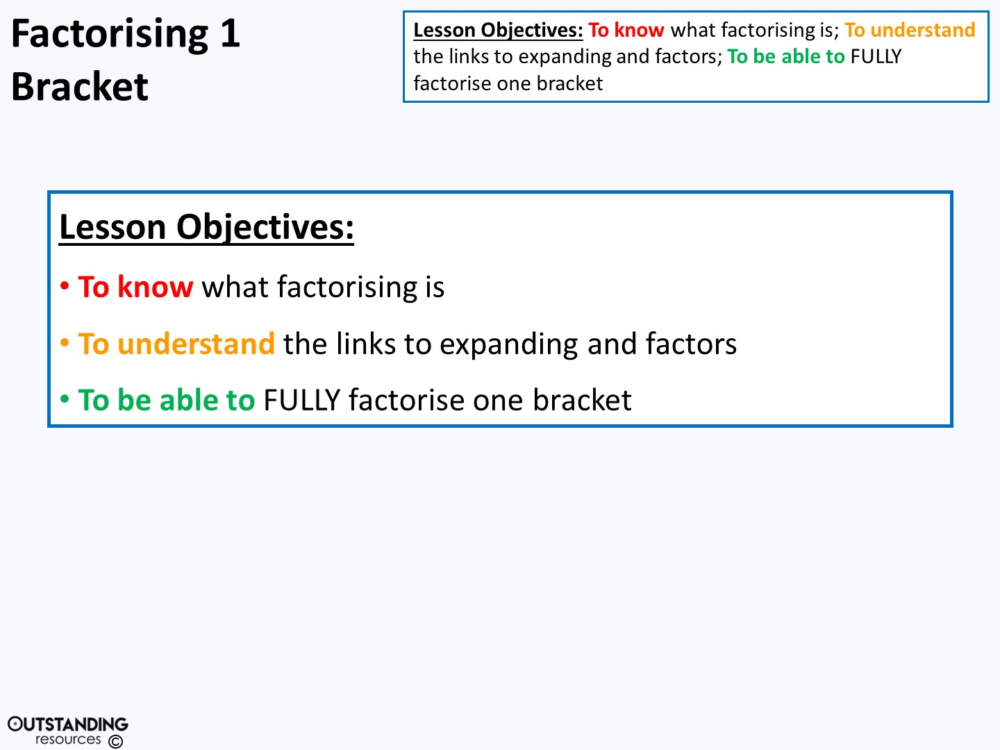 Factorising 1
Bracket
Lesson Objectives: To know what factorising is; To understand
the links to expanding and factors; To be able to FULLY
factorise one bracket
Lesson Objectives:
• To know what factorising is
• To understand the links to expanding and factors
• To be able to FULLY factorise one bracket
OUTSTANDING
resources ©